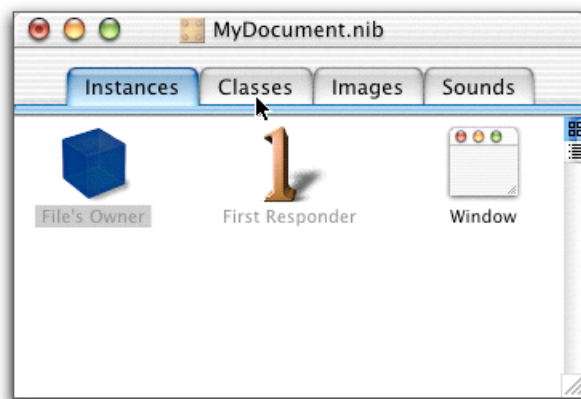 MyDocument.nib
Instances Classes Images Sounds
File's Owner First Responder Window